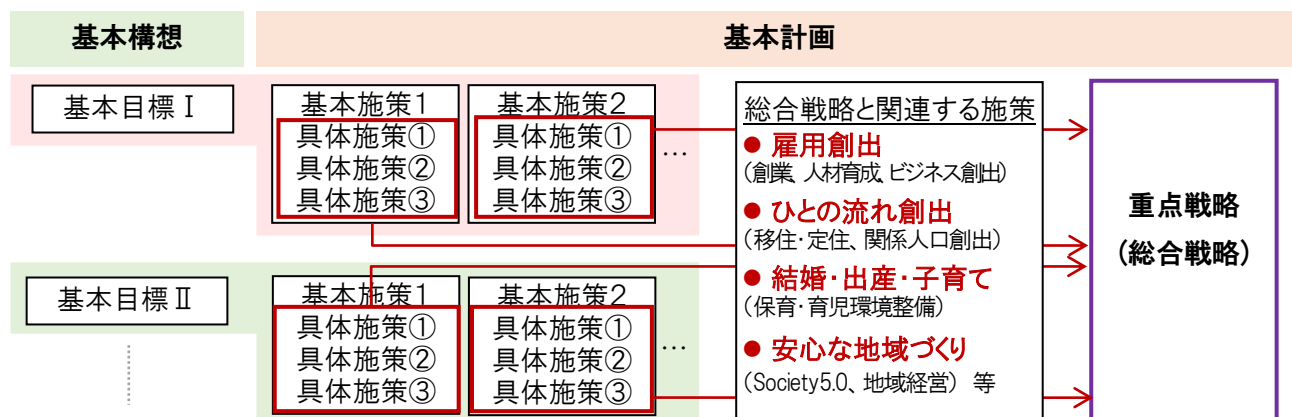 基本構想
基本計画
基本目標Ⅰ
基本施策1
具体施策①
具体施策②
具体施策③
基本施策2
具体施策①
具体施策②
具体施策③
…
基本目標Ⅱ
基本施策1
具体施策①
具体施策②
具体施策③
基本施策2
具体施策①
具体施策②
具体施策③
…
総合戦略と関連する施策
● 雇用創出
(創業、人材育成、ビジネス創出)
● ひとの流れ創出
(移住・定住、関係人口創出)
● 結婚・出産・子育て
(保育・育児環境整備)
● 安心な地域づくり
(Society5.0、地域経営) 等
重点戦略
(総合戦略)